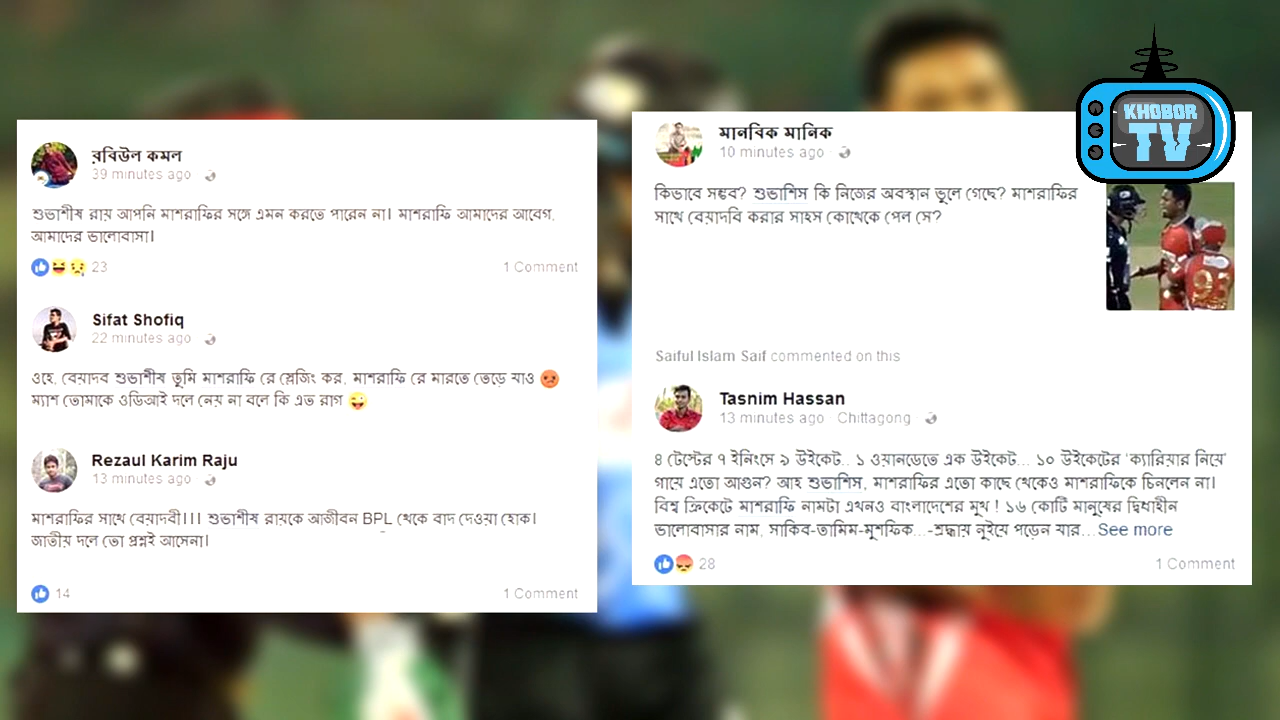 রবিউল কমল
39 minutes ago
শুভাশীষ রায় আপনি মাশরাফির সঙ্গে এমন করতে পারেন না। মাশরাফি আমাদের আবেগ,
আমাদের ভালোবাসা।
23
1 Comment
Sifat Shofiq
22 minutes ago
ওহে, বেয়াদব শুভাশীষ তুমি মাশরাফি রে স্লেজিং কর, মাশরাফি রে মারতে তেড়ে যাও
ম্যাশ তোমাকে ওডিআই দলে নেয় না বলে কি এত রাগ
Rezaul Karim Raju
13 minutes ago
মাশরাফির সাথে বেয়াদবী।।। শুভাশীষ রায়কে আজীবন BPL থেকে বাদ দেওয়া হোক।
জাতীয় দলে তো প্রশ্নই আসেনা।
14
1 Comment
মানবিক মানিক
10 minutes ago
কিভাবে সম্ভব? শুভাশিস কি নিজের অবস্থান ভুলে গেছে? মাশরাফির
সাথে বেয়াদবি করার সাহস কোথেকে পেল সে?
Saiful Islam Saif commented on this
Tasnim Hassan
13 minutes ago · Chittagong
৪ টেস্টের ৭ ইনিংসে ৯ উইকেট.. ১ ওয়ানডেতে এক উইকেট... ১০ উইকেটের 'ক্যারিয়ার নিয়ে'
গায়ে এতো আগুন? আহ শুভাশিস, মাশরাফির এতো কাছে থেকেও মাশরাফিকে চিনলেন না।
বিশ্ব ক্রিকেটে মাশরাফি নামটা এখনও বাংলাদেশের মুখ ! ১৬ কোটি মানুষের দ্বিধাহীন
ভালোবাসার নাম, সাকিব-তামিম-মুশফিক...-শ্রদ্ধায় নুইয়ে পড়েন যার...See more
28
1 Comment
KHOBOR
TV
93